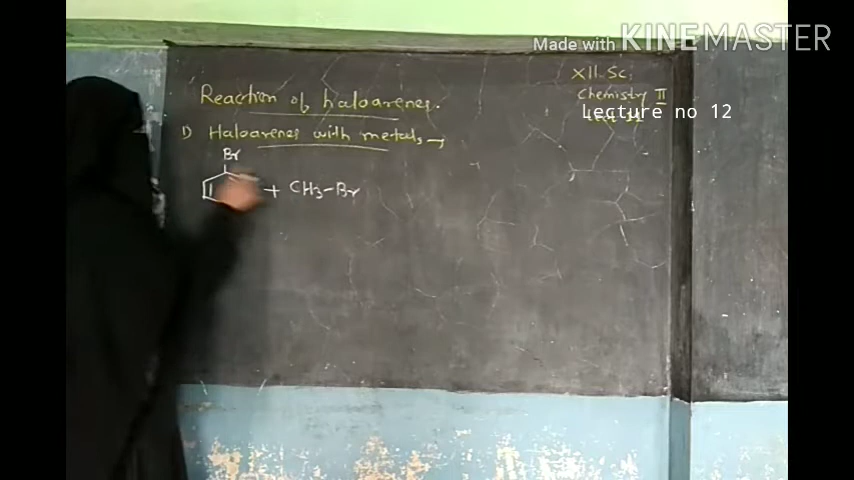 Made with KINEMASTER
XII Sc.
Chemistry II
Lecture no 12
Reaction of haloarenes.
1) Haloarenes with metals →
Br
+ CH3-Br